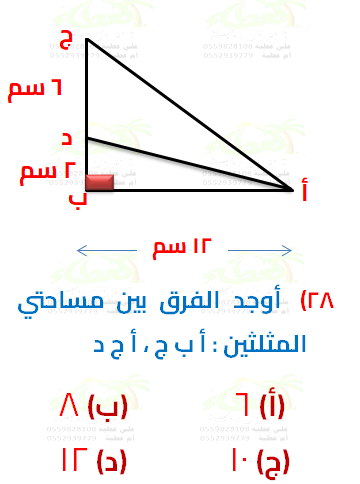 ج
٦ سم
د
٢ سم
ب
أ
١٢ سم
٢٨) أوجد الفرق بين مساحتي
المثلثين : أ ب ج ، أ ج د
(أ) ٦ (ب) ٨
(ج) ١٠ (د) ١٢